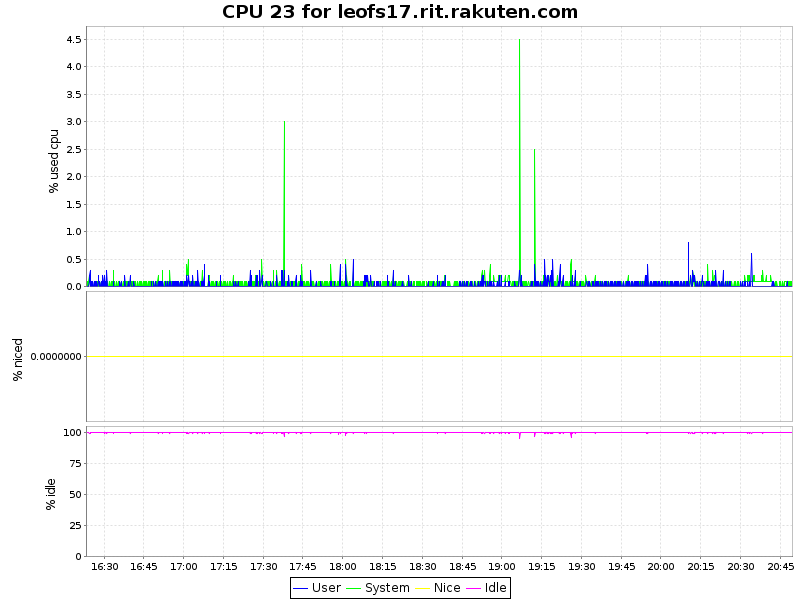 CPU 23 for leofs17.rit.rakuten.com
% used cpu
4.5
4.0
3.5
3.0
2.5
2.0
1.5
1.0
0.5
0.0
% niced
0.0000000
% idle
100
75
50
25
0
16:30 16:45 17:00 17:15 17:30 17:45 18:00 18:15 18:30 18:45 19:00 19:15 19:30 19:45 20:00 20:15 20:30 20:45
User System Nice Idle